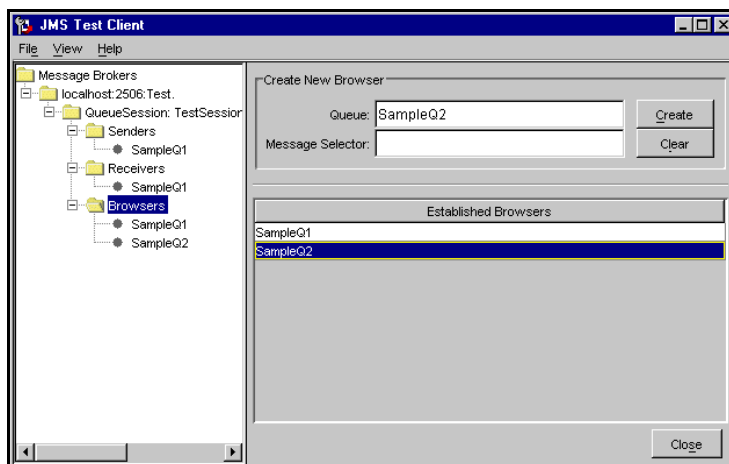 JMS Test Client
File View Help
Message Brokers
localhost:2506:Test.
QueueSession: TestSession
Senders
SampleQ1
Receivers
SampleQ1
Browsers
SampleQ1
SampleQ2
Create New Browser
Queue: SampleQ2 Create
Message Selector: Clear
Established Browsers
SampleQ1
SampleQ2
Close